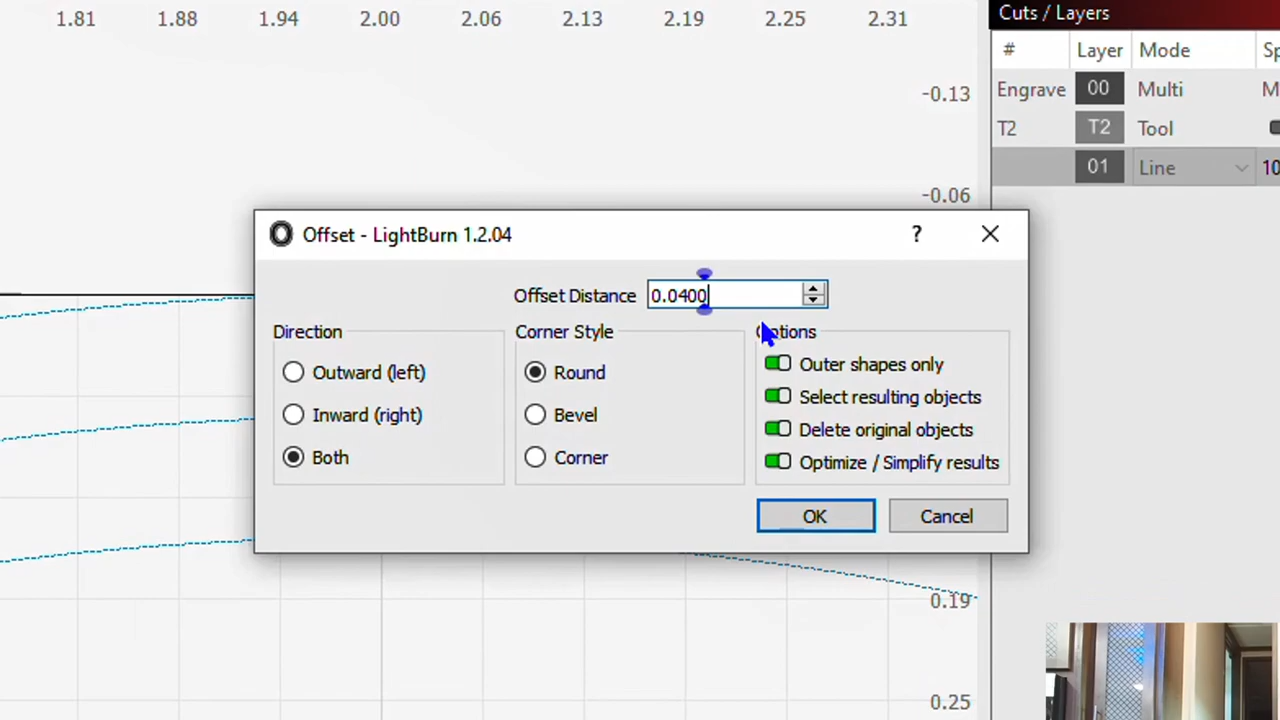 1.81 1.88 1.94 2.00 2.06 2.13 2.19 2.25 2.31
Cuts / Layers
# Layer Mode Sp
-0.13
Engrave 00 Multi M
T2 T2 Tool
01 Line 10
-0.06
Offset - LightBurn 1.2.04 ?
Offset Distance 0.0400
Direction
Outward (left)
Inward (right)
Both
Corner Style
Round
Bevel
Corner
Options
Outer shapes only
Select resulting objects
Delete original objects
Optimize / Simplify results
OK Cancel
0.19
0.25